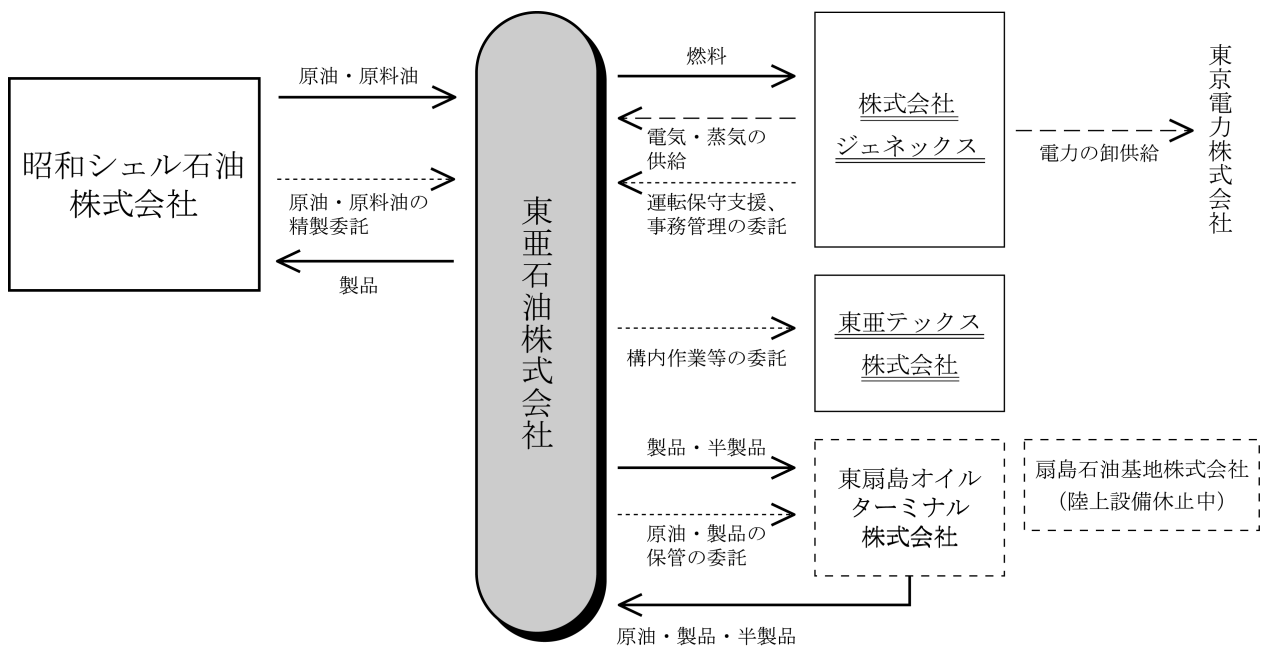 昭和シェル石油
株式会社
原油・原料油
原油・原料油の
精製委託
製品
東亜石油株式会社
燃料
電気・蒸気の
供給
運転保守支援、
事務管理の委託
株式会社
ジェネックス
電力の卸供給
東京電力株式会社
構内作業等の委託
東亜テックス
株式会社
製品・半製品
原油・製品の
保管の委託
東扇島オイル
ターミナル
株式会社
扇島石油基地株式会社
（陸上設備休止中）
原油・製品・半製品